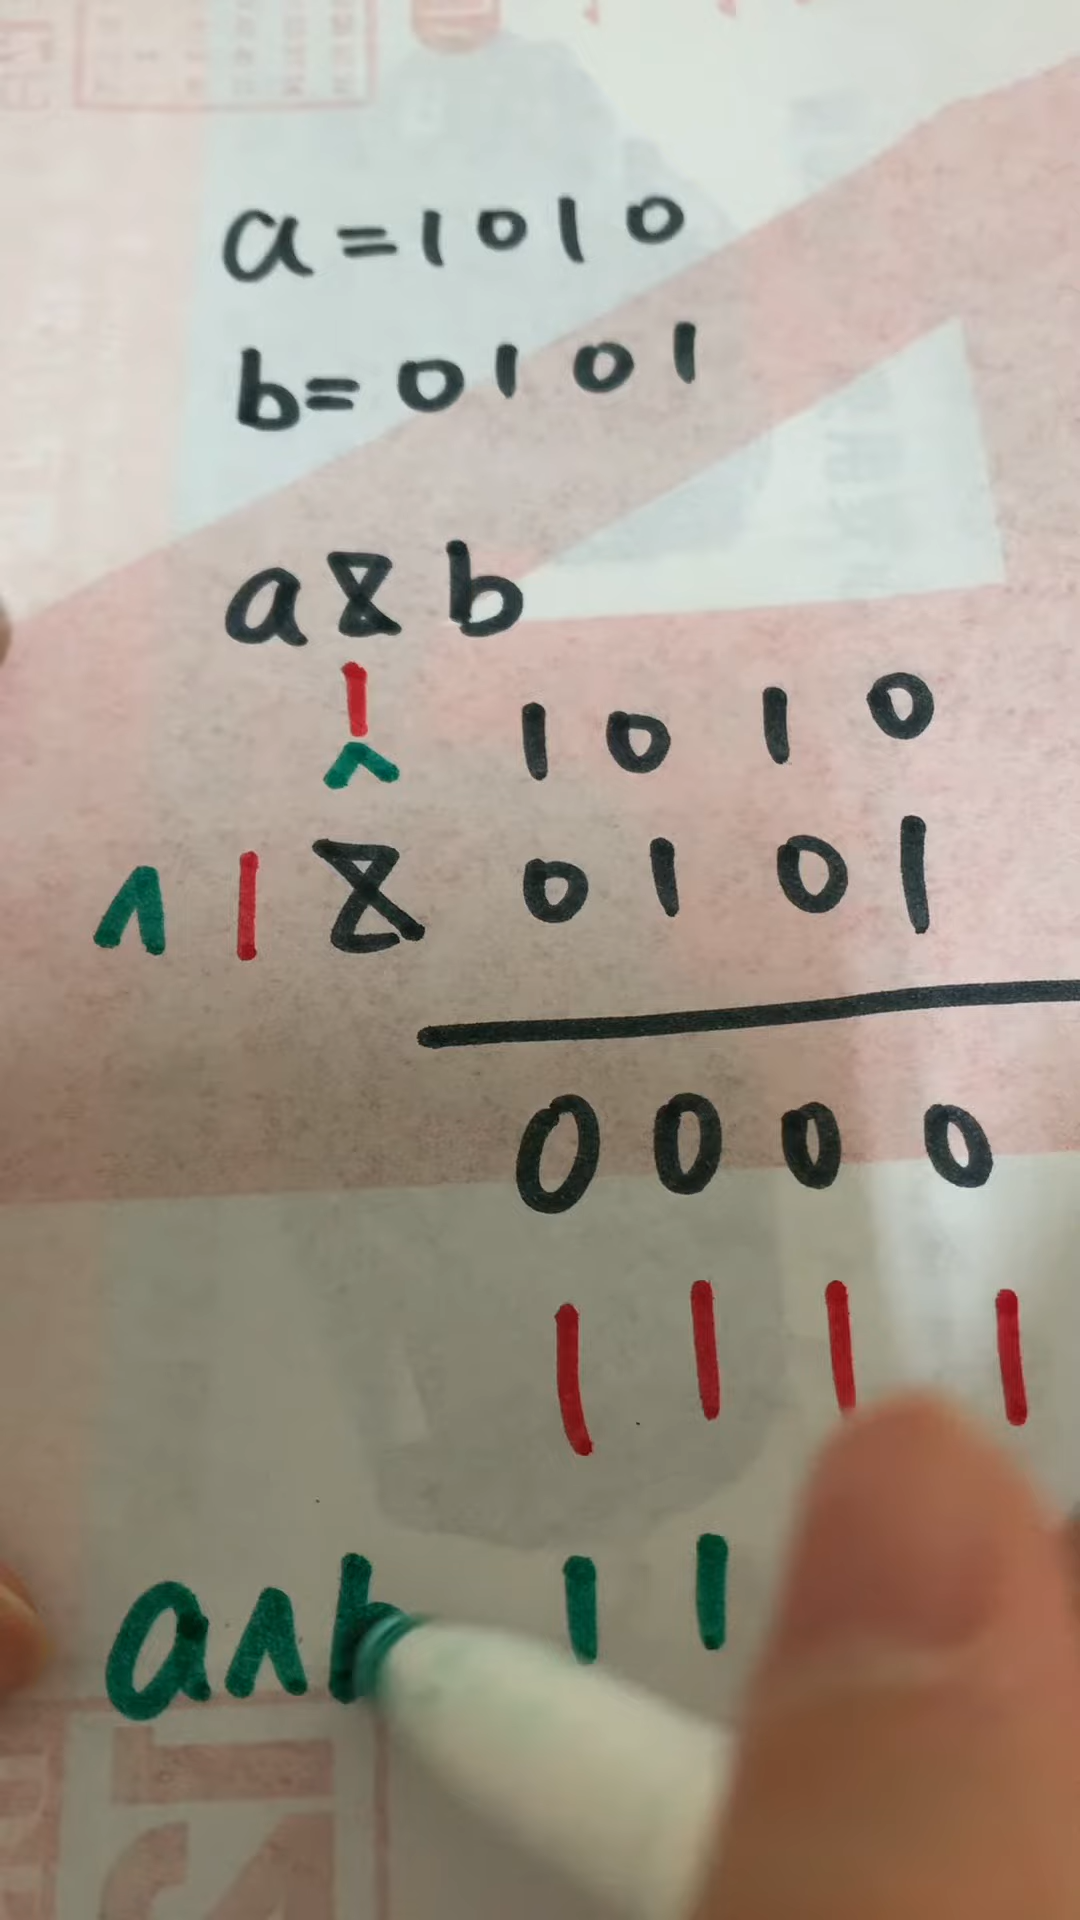 a=1010
b=0101
a&b
|
^ 1010
^ | & 0101
0000
1111
a^b 11